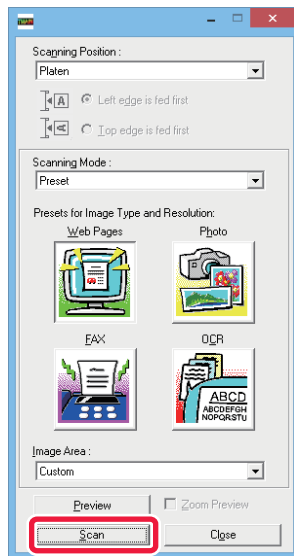 Scanning Position :
Platen
A Left edge is fed first
A Top edge is fed first
Scanning Mode :
Preset
Presets for Image Type and Resolution:
Web Pages Photo
FAX OCR
ABCD
ABCDEFGH
NOPQRSTU
Image Area :
Custom
Preview Zoom Preview
Scan Close